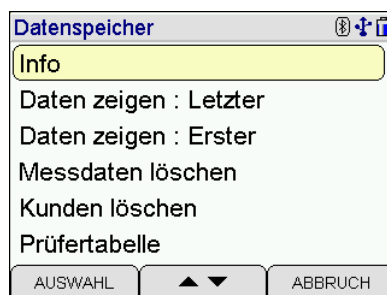 Datenspeicher
Info
Daten zeigen : Letzter
Daten zeigen : Erster
Messdaten löschen
Kunden löschen
Prüfertabelle
AUSWAHL ABBRUCH